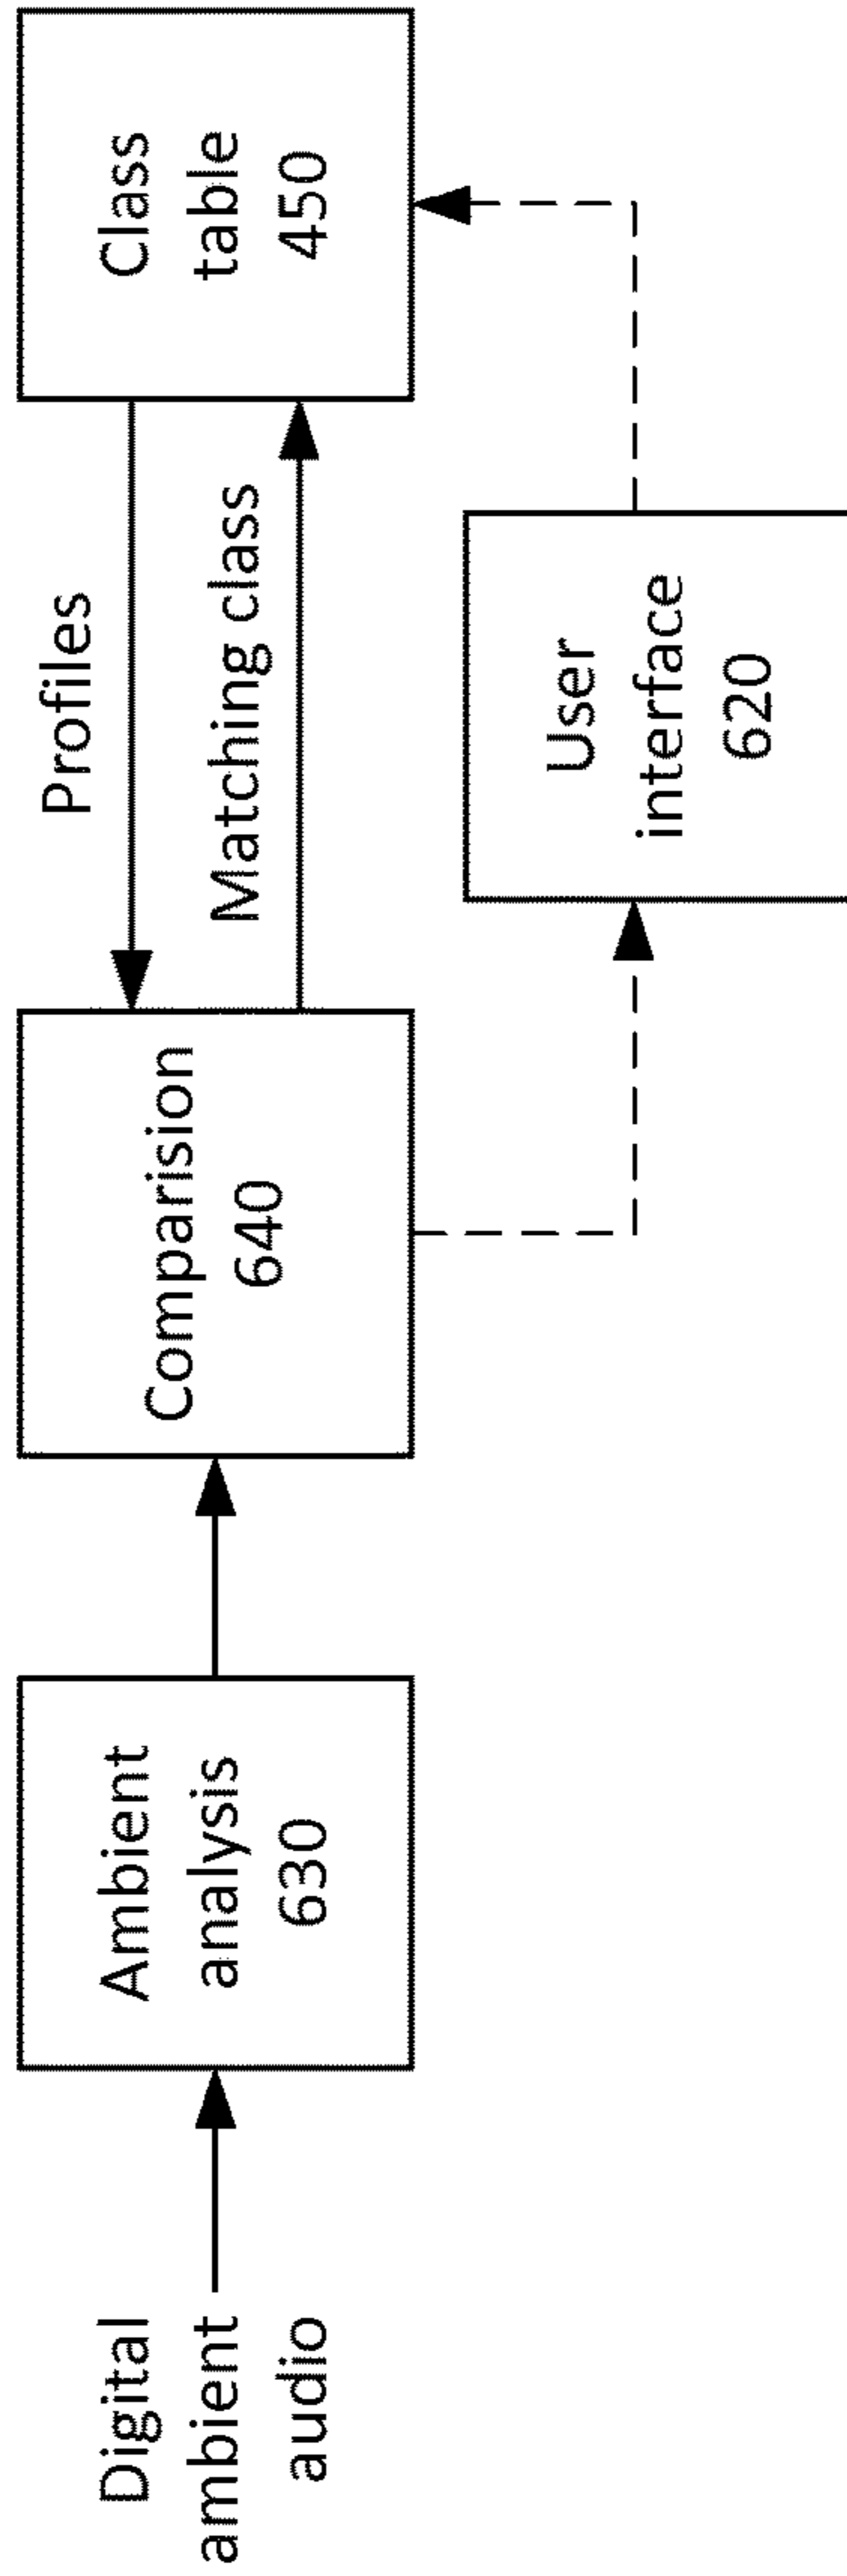 Digital
ambient
audio
Ambient
analysis
630
Comparision
640
Profiles
Matching class
Class
table
450
User
interface
620